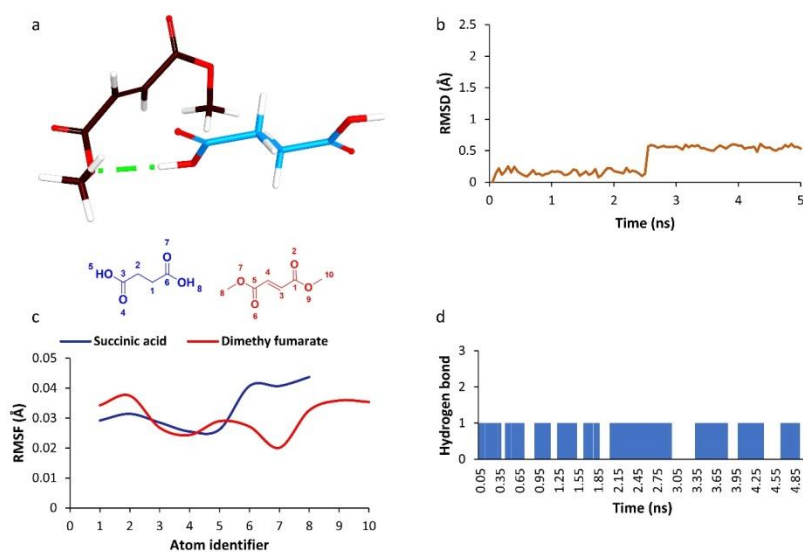 a
b
2.5
2
1.5
1
0.5
0
RMSD (Å)
0 1 2 3 4 5
Time (ns)
7
O
5 2
HO 3 6 OH 8
1
O
4
2
7 4 O 10
O 5 1 O
8 3 9
O
6
c
Succinic acid Dimethy fumarate
0.05
0.04
0.03
0.02
0.01
0
RMSF (Å)
0 1 2 3 4 5 6 7 8 9 10
Atom identifier
d
3
2
1
0
Hydrogen bond
0.05 0.35 0.65 0.95 1.25 1.55 1.85 2.15 2.45 2.75 3.05 3.35 3.65 3.95 4.25 4.55 4.85
Time (ns)